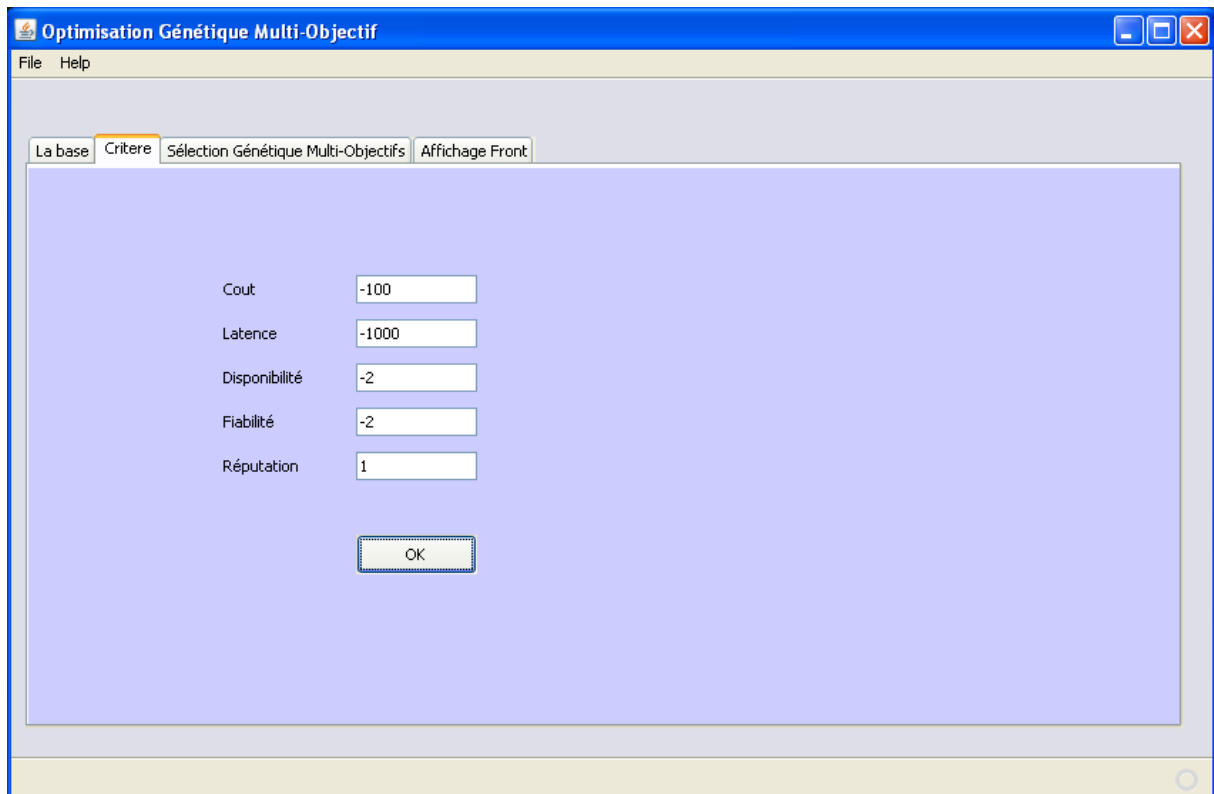 Optimisation Génétique Multi-Objectif
File Help
La base Critere Sélection Génétique Multi-Objectifs Affichage Front
Cout -100
Latence -1000
Disponibilité -2
Fiabilité -2
Réputation 1
OK